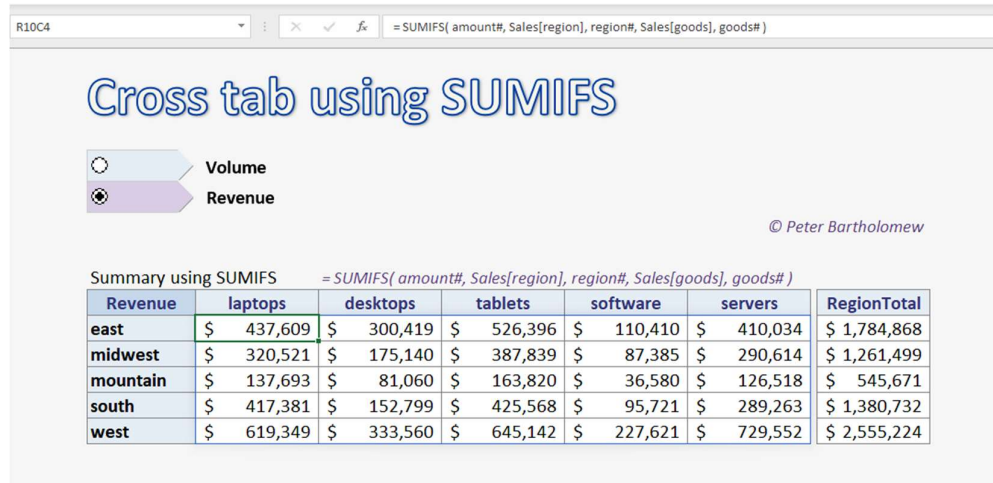 R10C4 fx =SUMIFS( amount#, Sales[region], region#, Sales[goods], goods# )
Cross tab using SUMIFS
Volume
Revenue
© Peter Bartholomew
Summary using SUMIFS =SUMIFS( amount#, Sales[region], region#, Sales[goods], goods# )
Revenue laptops desktops tablets software servers RegionTotal
east $ 437,609 $ 300,419 $ 526,396 $ 110,410 $ 410,034 $ 1,784,868
midwest $ 320,521 $ 175,140 $ 387,839 $ 87,385 $ 290,614 $ 1,261,499
mountain $ 137,693 $ 81,060 $ 163,820 $ 36,580 $ 126,518 $ 545,671
south $ 417,381 $ 152,799 $ 425,568 $ 95,721 $ 289,263 $ 1,380,732
west $ 619,349 $ 333,560 $ 645,142 $ 227,621 $ 729,552 $ 2,555,224